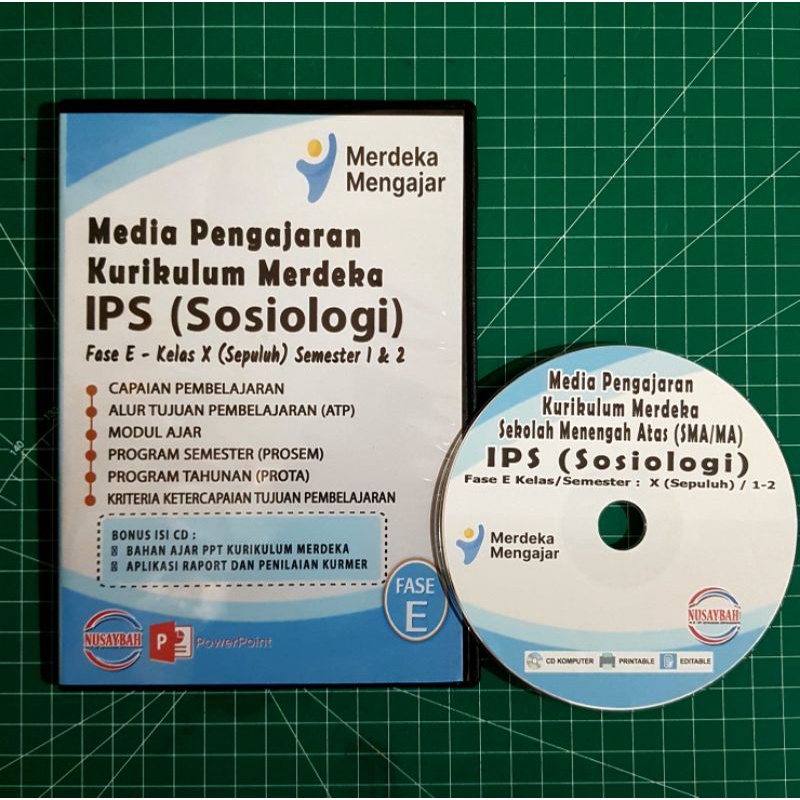 Merdeka
Mengajar
Media Pengajaran
Kurikulum Merdeka
IPS (Sosiologi)
Fase E - Kelas X (Sepuluh) Semester 1 & 2
CAPAIAN PEMBELAJARAN
ALUR TUJUAN PEMBELAJARAN (ATP)
MODUL AJAR
PROGRAM SEMESTER (PROSEM)
PROGRAM TAHUNAN (PROTA)
KRITERIA KETERCAPAIAN TUJUAN PEMBELAJARAN
BONUS ISI CD :
BAHAN AJAR PPT KURIKULUM MERDEKA
APLIKASI RAPORT DAN PENILAIAN KURMER
FASE
E
NUSAYBAH
P
PowerPoint
Media Pengajaran
Kurikulum Merdeka
Sekolah Menengah Atas (SMA/MA)
IPS (Sosiologi)
Fase E Kelas/Semester : X (Sepuluh) / 1-2
Merdeka
Mengajar
NUSAYBAH
CD KOMPUTER PRINTABLE EDITABLE